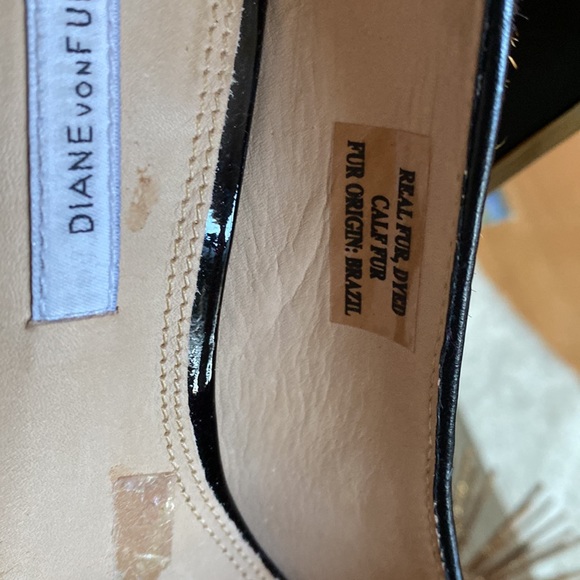 DIANE VON FU
REAL FUR, DYED
CALF FUR
FUR ORIGIN: BRAZIL